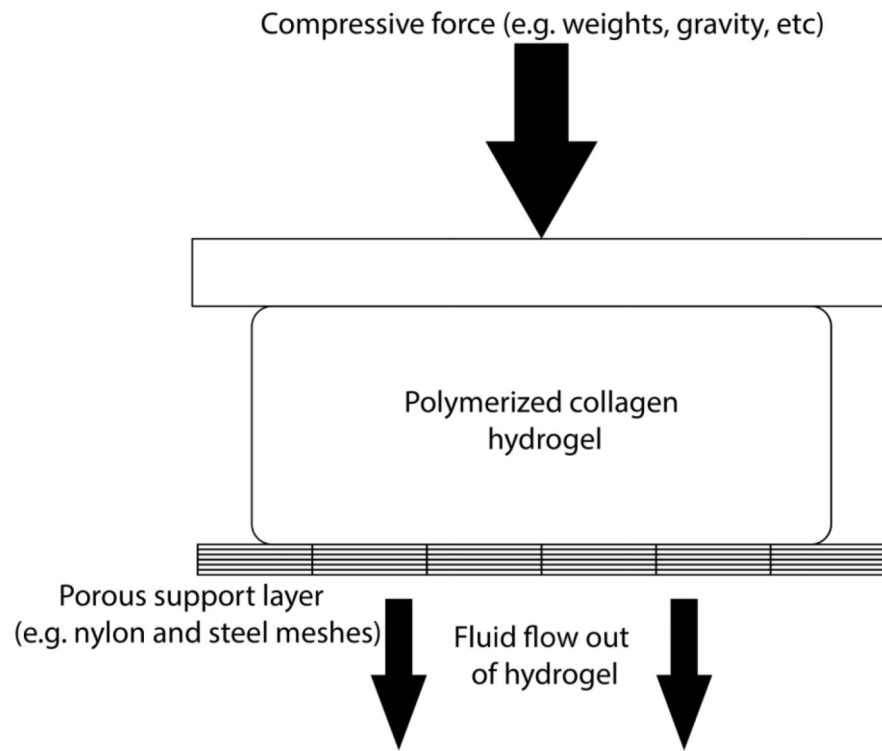 Compressive force (e.g. weights, gravity, etc)
Polymerized collagen
hydrogel
Porous support layer
(e.g. nylon and steel meshes)
Fluid flow out
of hydrogel